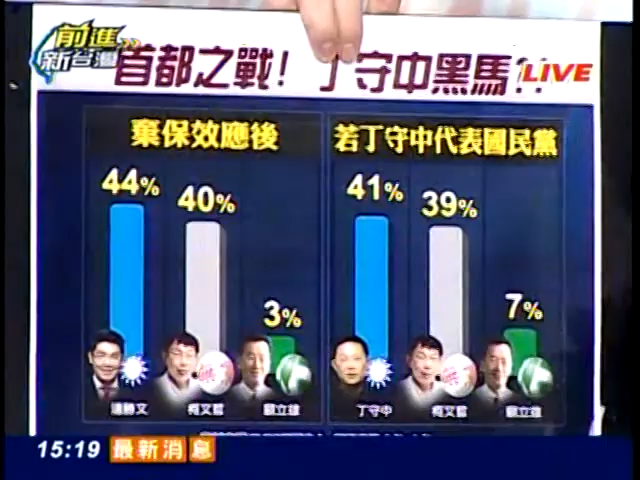 前進
新台灣
首都之戰! 丁守中黑馬?!
LIVE
棄保效應後
44%
40%
3%
連勝文
柯文哲
顧立雄
若丁守中代表國民黨
41%
39%
7%
丁守中
柯文哲
顧立雄
無
15:19 最新消息